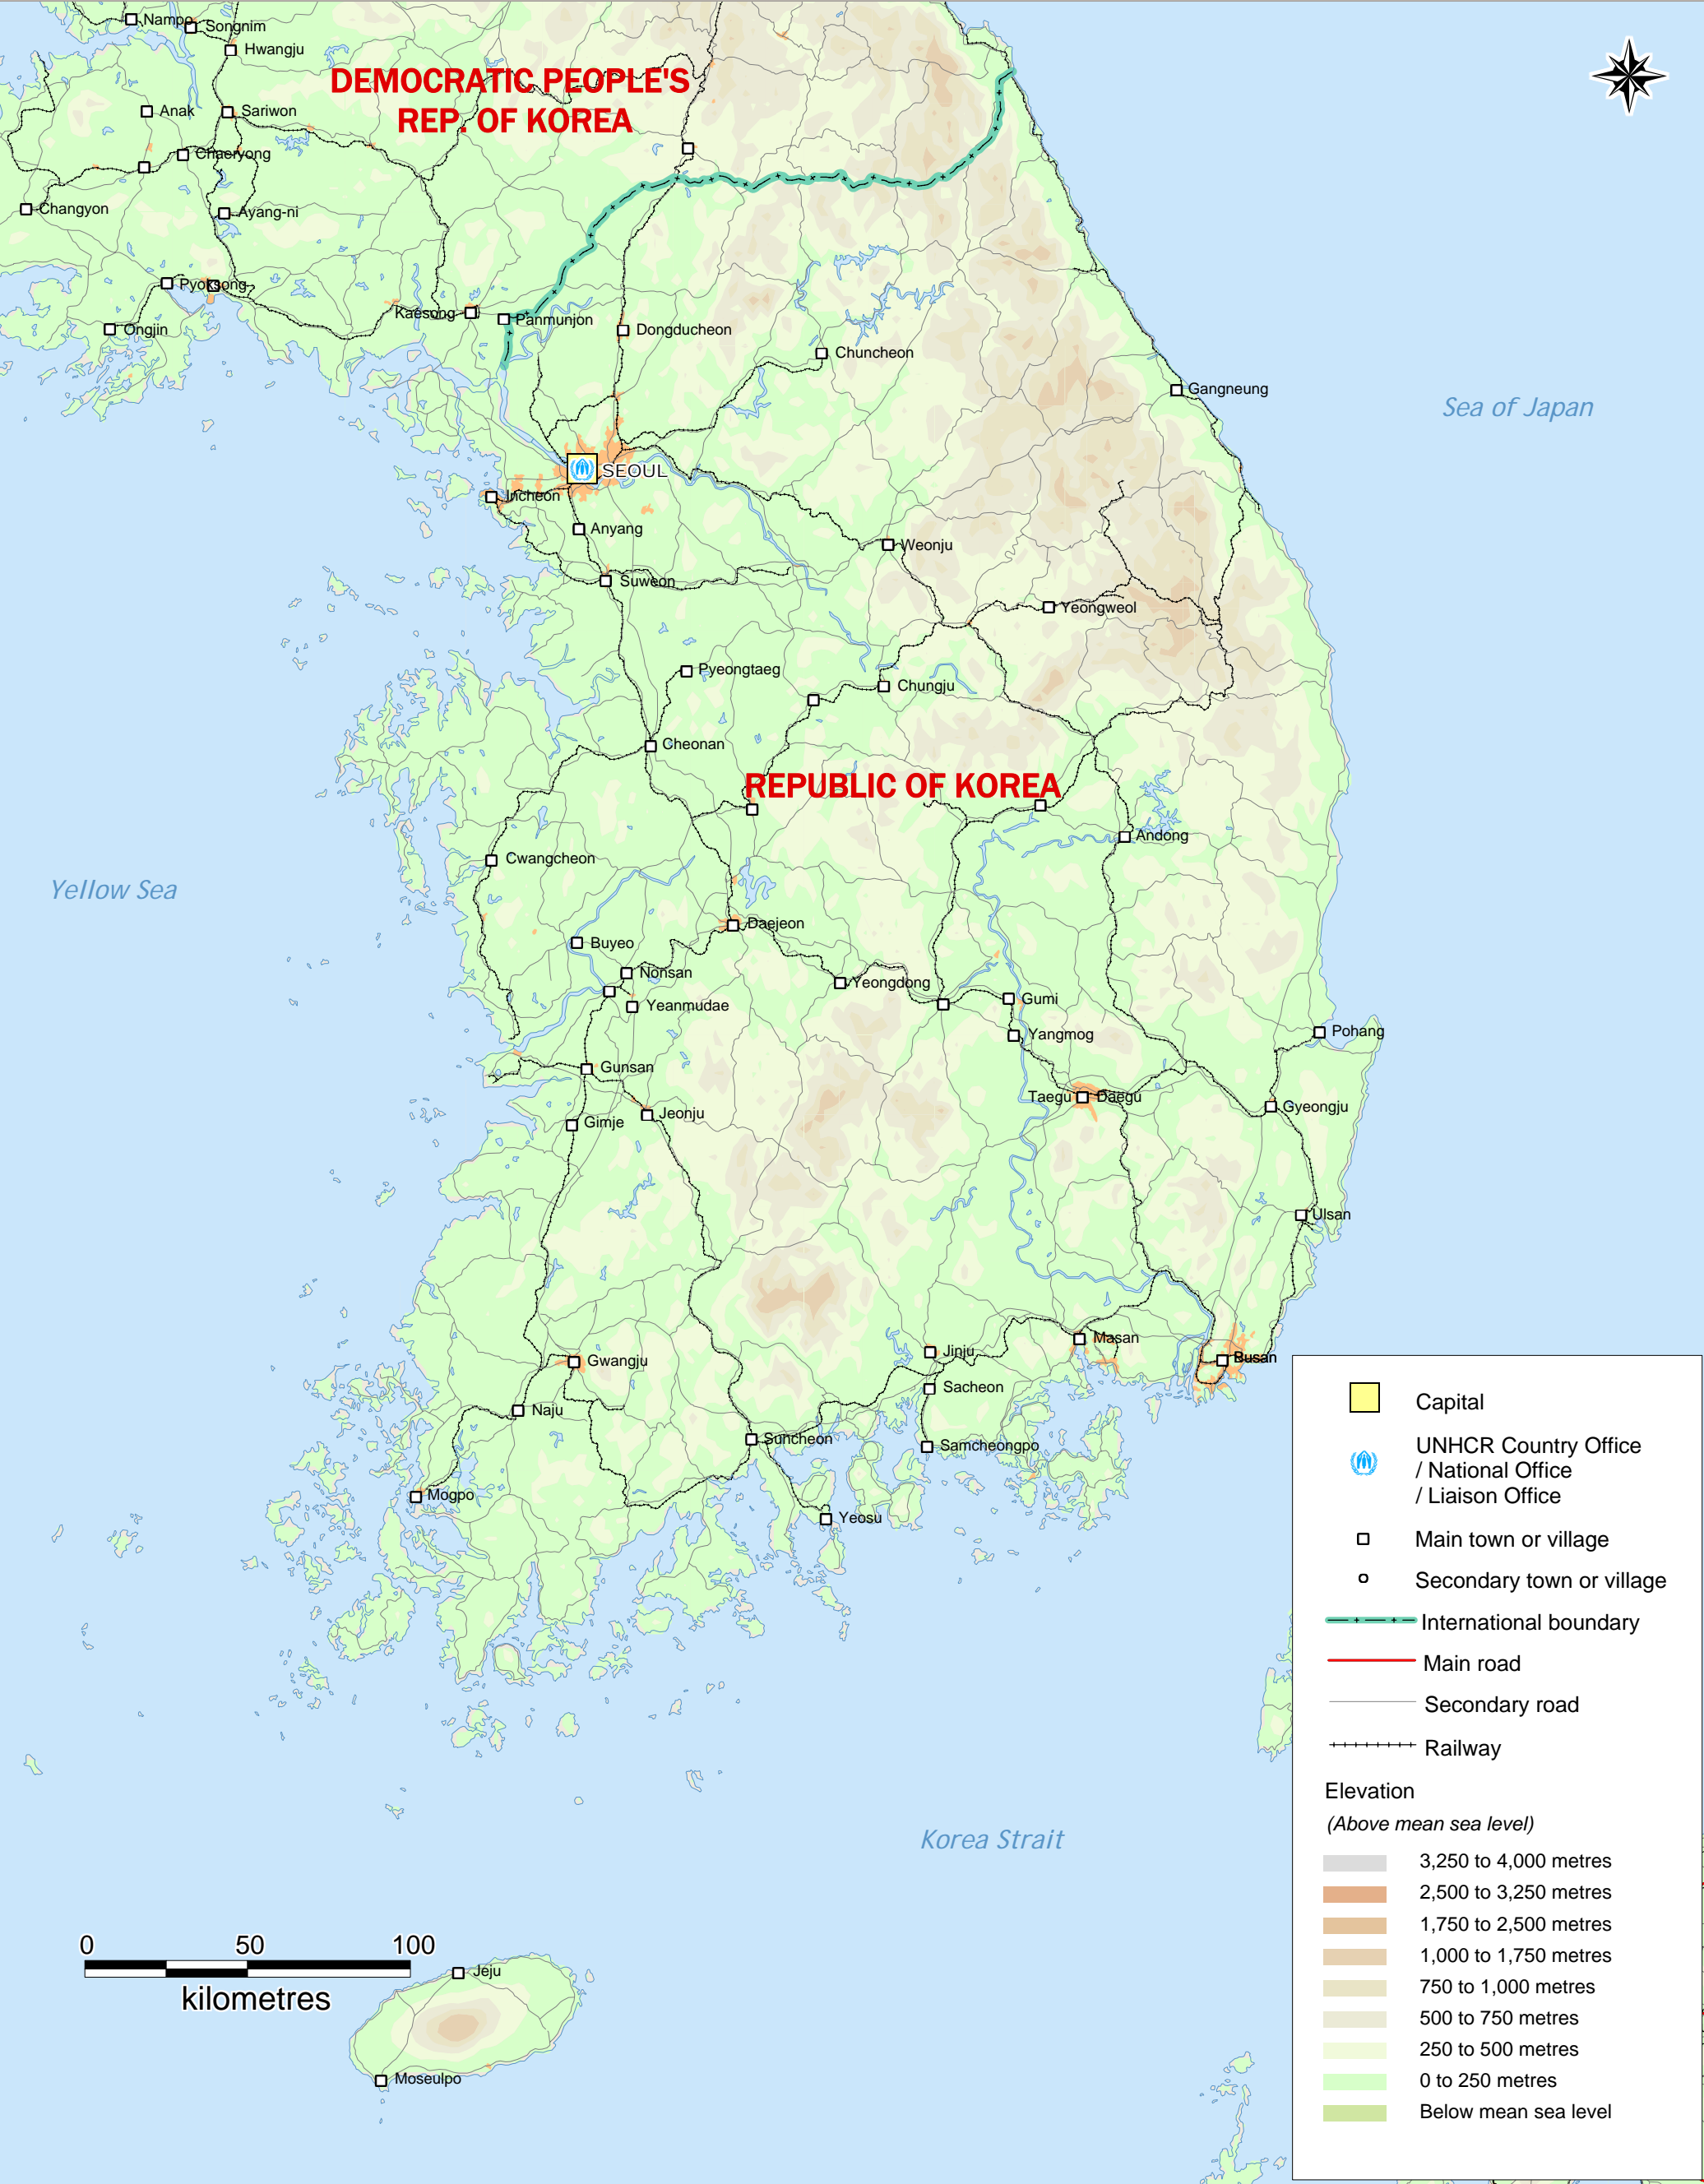 Nampo
Songnim
Hwangju
DEMOCRATIC PEOPLE'S
REP. OF KOREA
Anak
Sariwon
Chaeryong
Changyon
Ayang-ni
Pyoksong
Ongjin
Kaesong
Panmunjon
Dongducheon
Chuncheon
Gangneung
Sea of Japan
SEOUL
Incheon
Anyang
Weonju
Suweon
Yeongweol
Pyeongtaeg
Chungju
Cheonan
REPUBLIC OF KOREA
Andong
Cwangcheon
Yellow Sea
Daejeon
Buyeo
Nonsan
Yeongdong
Yeanmudae
Gumi
Yangmog
Pohang
Gunsan
Taegu
Daegu
Gyeongju
Jeonju
Gimje
Ulsan
Masan
Jinju
Busan
Gwangju
Sacheon
Naju
Suncheon
Samcheongpo
Mogpo
Yeosu
Korea Strait
0 50 100
kilometres
Jeju
Moseulpo
Capital
UNHCR Country Office
/ National Office
/ Liaison Office
Main town or village
Secondary town or village
International boundary
Main road
Secondary road
Railway
Elevation
(Above mean sea level)
3,250 to 4,000 metres
2,500 to 3,250 metres
1,750 to 2,500 metres
1,000 to 1,750 metres
750 to 1,000 metres
500 to 750 metres
250 to 500 metres
0 to 250 metres
Below mean sea level